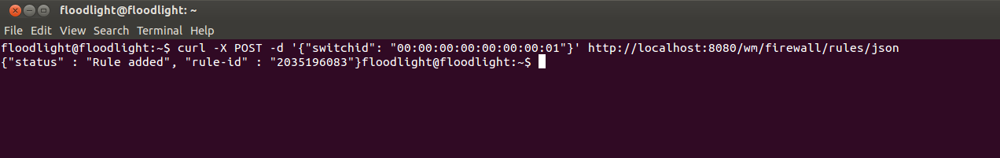 floodlight@floodlight: ~
File Edit View Search Terminal Help
floodlight@floodlight:~$ curl -X POST -d '{"switchid": "00:00:00:00:00:00:00:01"}' http://localhost:8080/wm/firewall/rules/json
{"status" : "Rule added", "rule-id" : "2035196083"}floodlight@floodlight:~$